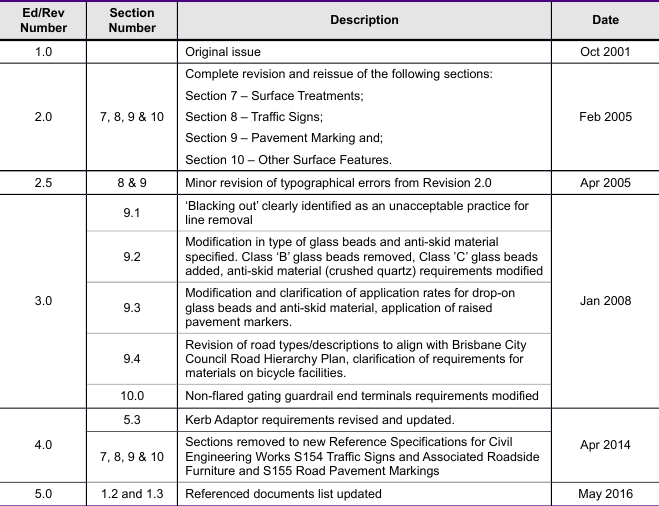 Ed/Rev Number Section Number Description Date
1.0 Original issue Oct 2001
2.0 7, 8, 9 & 10 Complete revision and reissue of the following sections: Feb 2005
Section 7 – Surface Treatments;
Section 8 – Traffic Signs;
Section 9 – Pavement Marking and;
Section 10 – Other Surface Features.
2.5 8 & 9 Minor revision of typographical errors from Revision 2.0 Apr 2005
3.0 Jan 2008
9.1 ‘Blacking out’ clearly identified as an unacceptable practice for
line removal
9.2 Modification in type of glass beads and anti-skid material
specified. Class ‘B’ glass beads removed, Class ’C’ glass beads
added, anti-skid material (crushed quartz) requirements modified
9.3 Modification and clarification of application rates for drop-on
glass beads and anti-skid material, application of raised
pavement markers.
9.4 Revision of road types/descriptions to align with Brisbane City
Council Road Hierarchy Plan, clarification of requirements for
materials on bicycle facilities.
10.0 Non-flared gating guardrail end terminals requirements modified
4.0 Apr 2014
5.3 Kerb Adaptor requirements revised and updated.
7, 8, 9 & 10 Sections removed to new Reference Specifications for Civil
Engineering Works S154 Traffic Signs and Associated Roadside
Furniture and S155 Road Pavement Markings
5.0 1.2 and 1.3 Referenced documents list updated May 2016